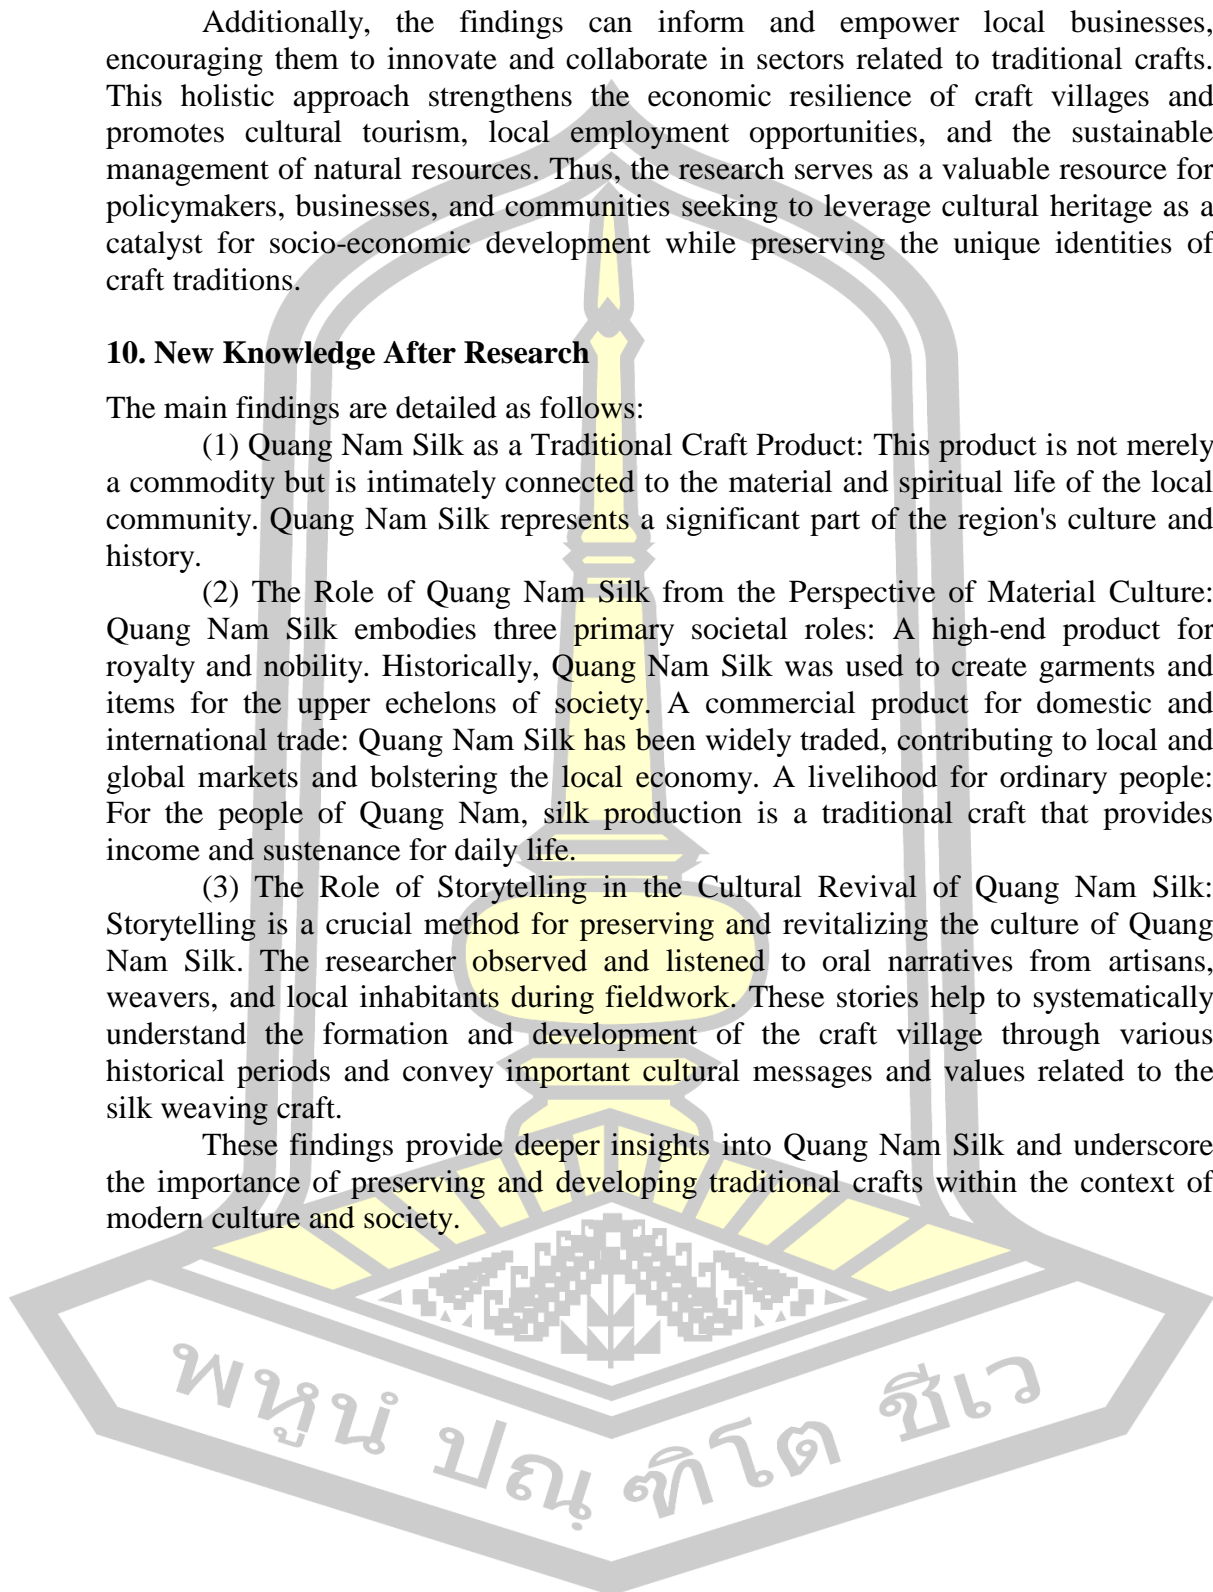 Additionally, the findings can inform and empower local businesses,
encouraging them to innovate and collaborate in sectors related to traditional crafts.
This holistic approach strengthens the economic resilience of craft villages and
promotes cultural tourism, local employment opportunities, and the sustainable
management of natural resources. Thus, the research serves as a valuable resource for
policymakers, businesses, and communities seeking to leverage cultural heritage as a
catalyst for socio-economic development while preserving the unique identities of
craft traditions.
10. New Knowledge After Research
The main findings are detailed as follows:
(1) Quang Nam Silk as a Traditional Craft Product: This product is not merely
a commodity but is intimately connected to the material and spiritual life of the local
community. Quang Nam Silk represents a significant part of the region's culture and
history.
(2) The Role of Quang Nam Silk from the Perspective of Material Culture:
Quang Nam Silk embodies three primary societal roles: A high-end product for
royalty and nobility. Historically, Quang Nam Silk was used to create garments and
items for the upper echelons of society. A commercial product for domestic and
international trade: Quang Nam Silk has been widely traded, contributing to local and
global markets and bolstering the local economy. A livelihood for ordinary people:
For the people of Quang Nam, silk production is a traditional craft that provides
income and sustenance for daily life.
(3) The Role of Storytelling in the Cultural Revival of Quang Nam Silk:
Storytelling is a crucial method for preserving and revitalizing the culture of Quang
Nam Silk. The researcher observed and listened to oral narratives from artisans,
weavers, and local inhabitants during fieldwork. These stories help to systematically
understand the formation and development of the craft village through various
historical periods and convey important cultural messages and values related to the
silk weaving craft.
These findings provide deeper insights into Quang Nam Silk and underscore
the importance of preserving and developing traditional crafts within the context of
modern culture and society.
พหูนํ ปณฺ ฑิโต ชีเว